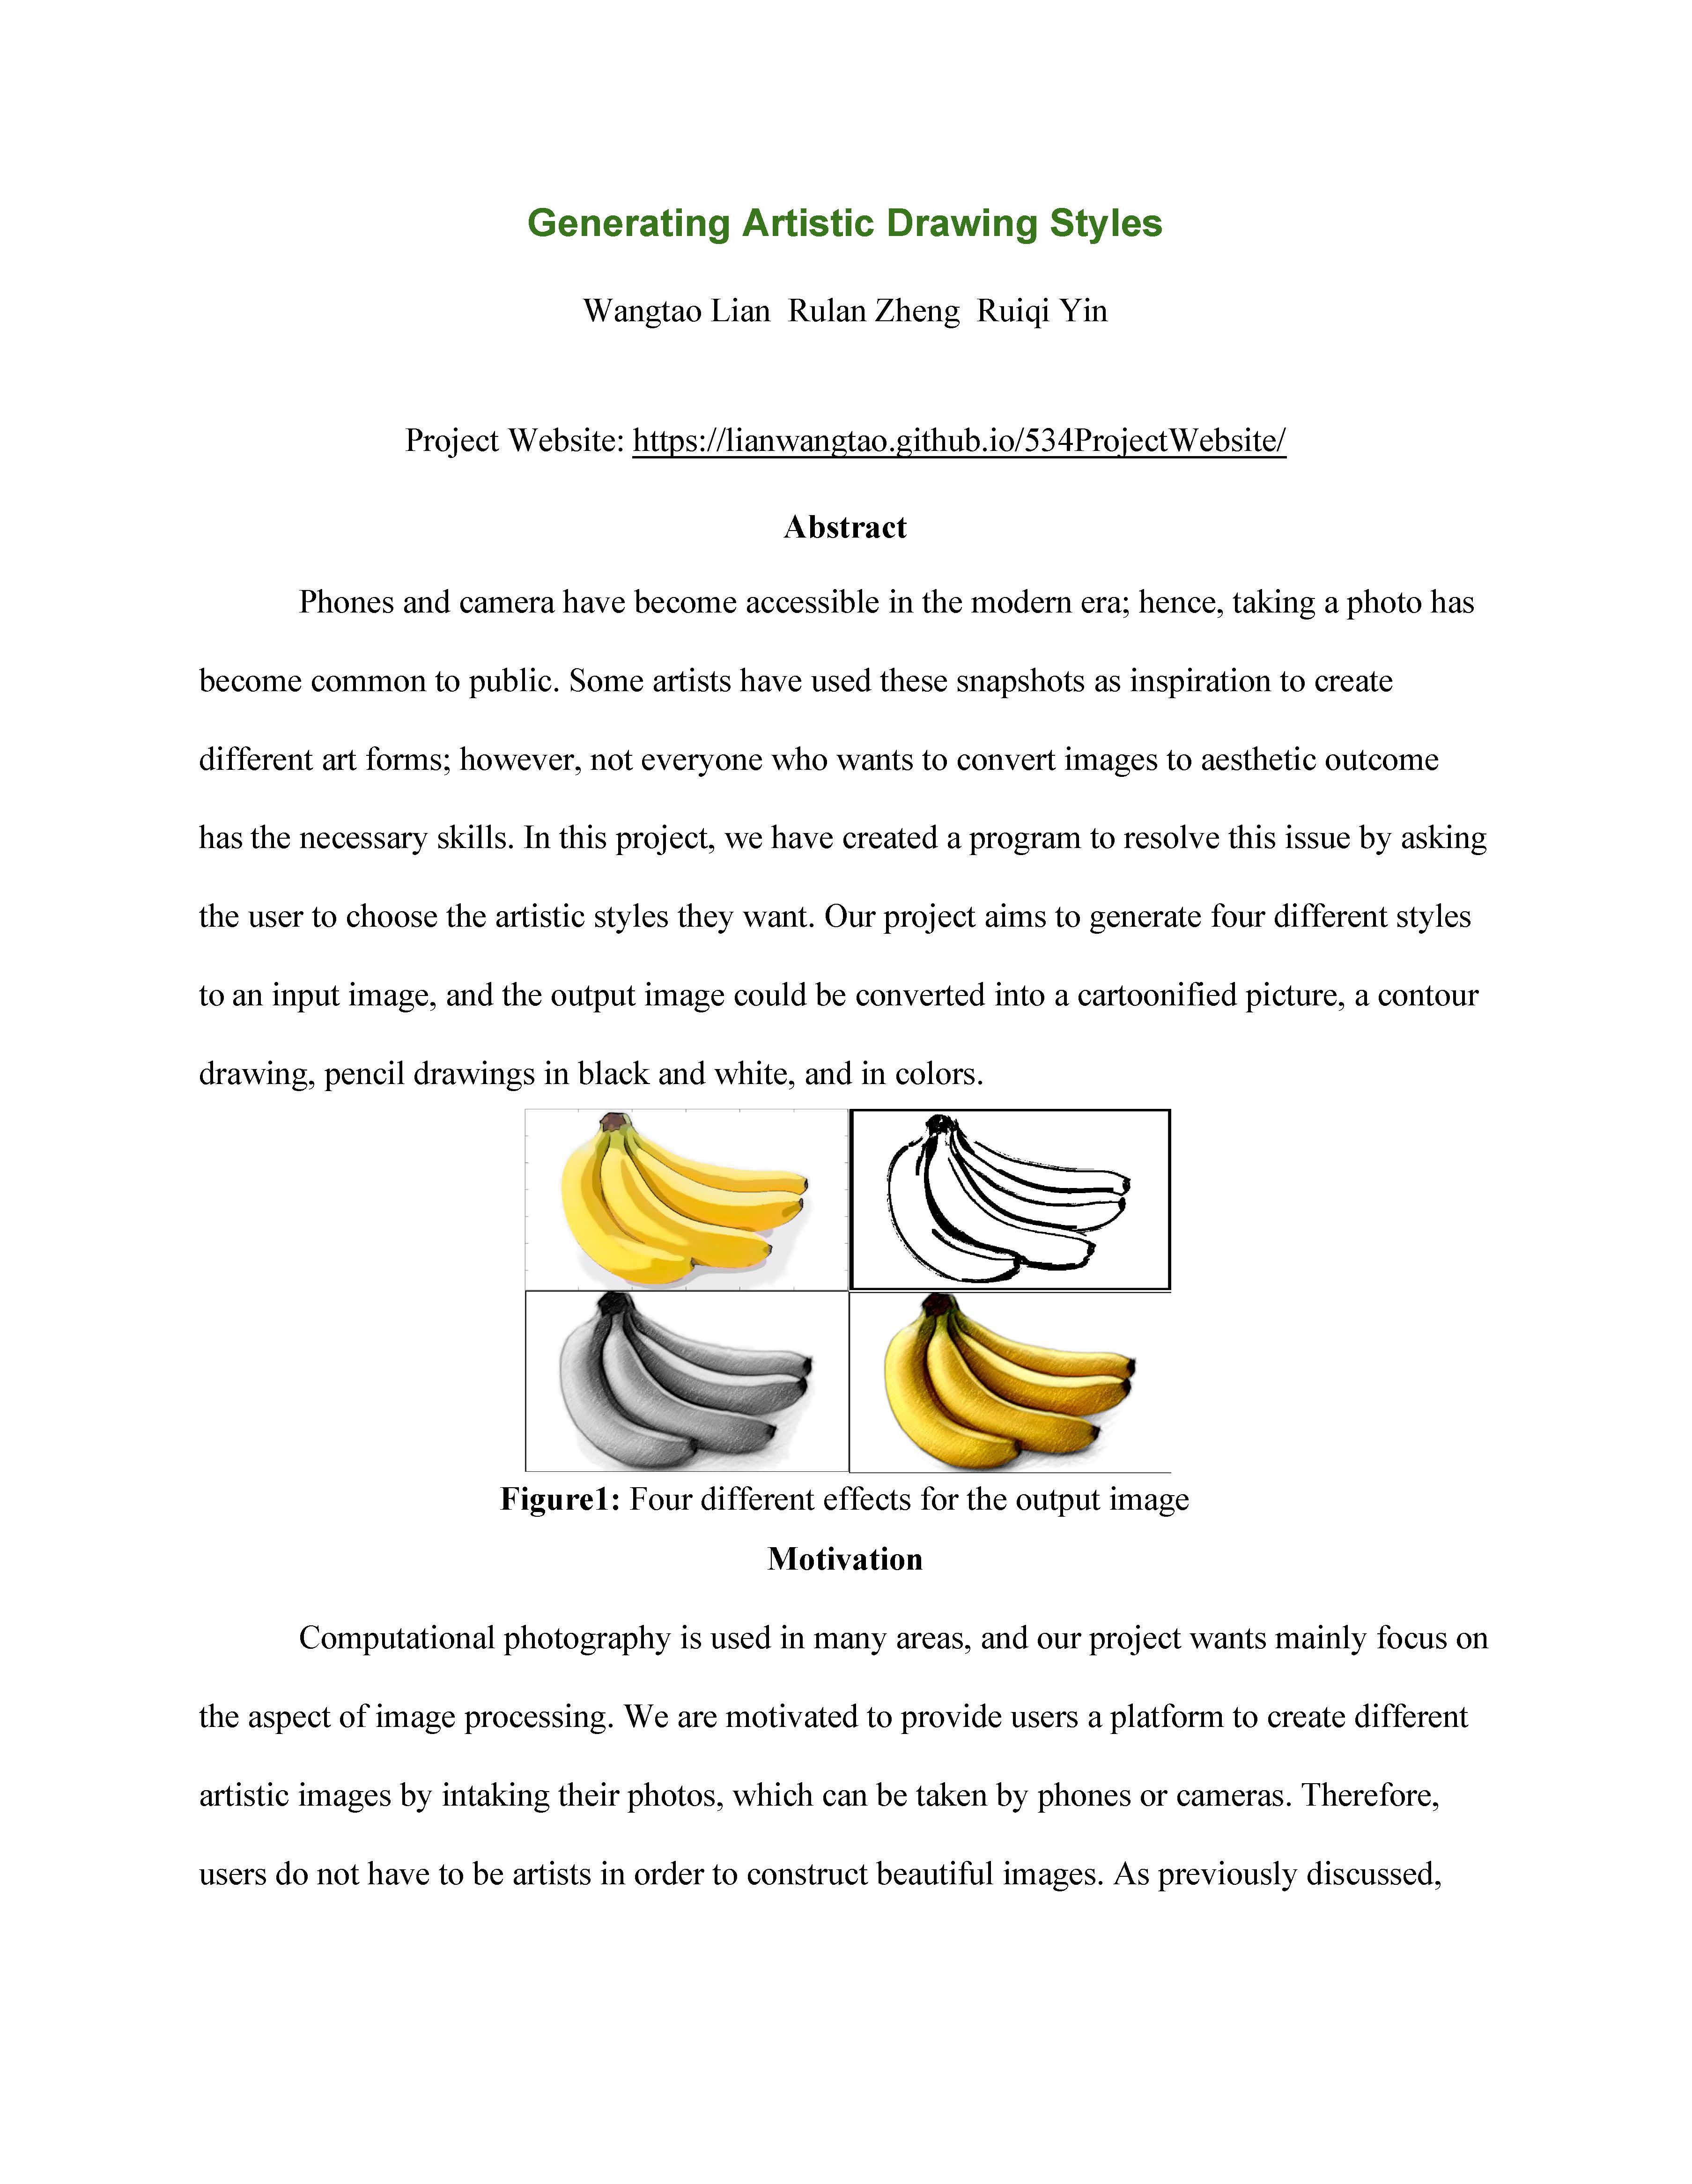 Generating Artistic Drawing Styles
Wangtao Lian  Rulan Zheng  Ruiqi Yin
Project Website: https://lianwangtao.github.io/534ProjectWebsite/
Abstract
Phones and camera have become accessible in the modern era; hence, taking a photo has
become common to public. Some artists have used these snapshots as inspiration to create
different art forms; however, not everyone who wants to convert images to aesthetic outcome
has the necessary skills. In this project, we have created a program to resolve this issue by asking
the user to choose the artistic styles they want. Our project aims to generate four different styles
to an input image, and the output image could be converted into a cartoonified picture, a contour
drawing, pencil drawings in black and white, and in colors.
Figure1: Four different effects for the output image
Motivation
Computational photography is used in many areas, and our project wants mainly focus on
the aspect of image processing. We are motivated to provide users a platform to create different
artistic images by intaking their photos, which can be taken by phones or cameras. Therefore,
users do not have to be artists in order to construct beautiful images. As previously discussed,